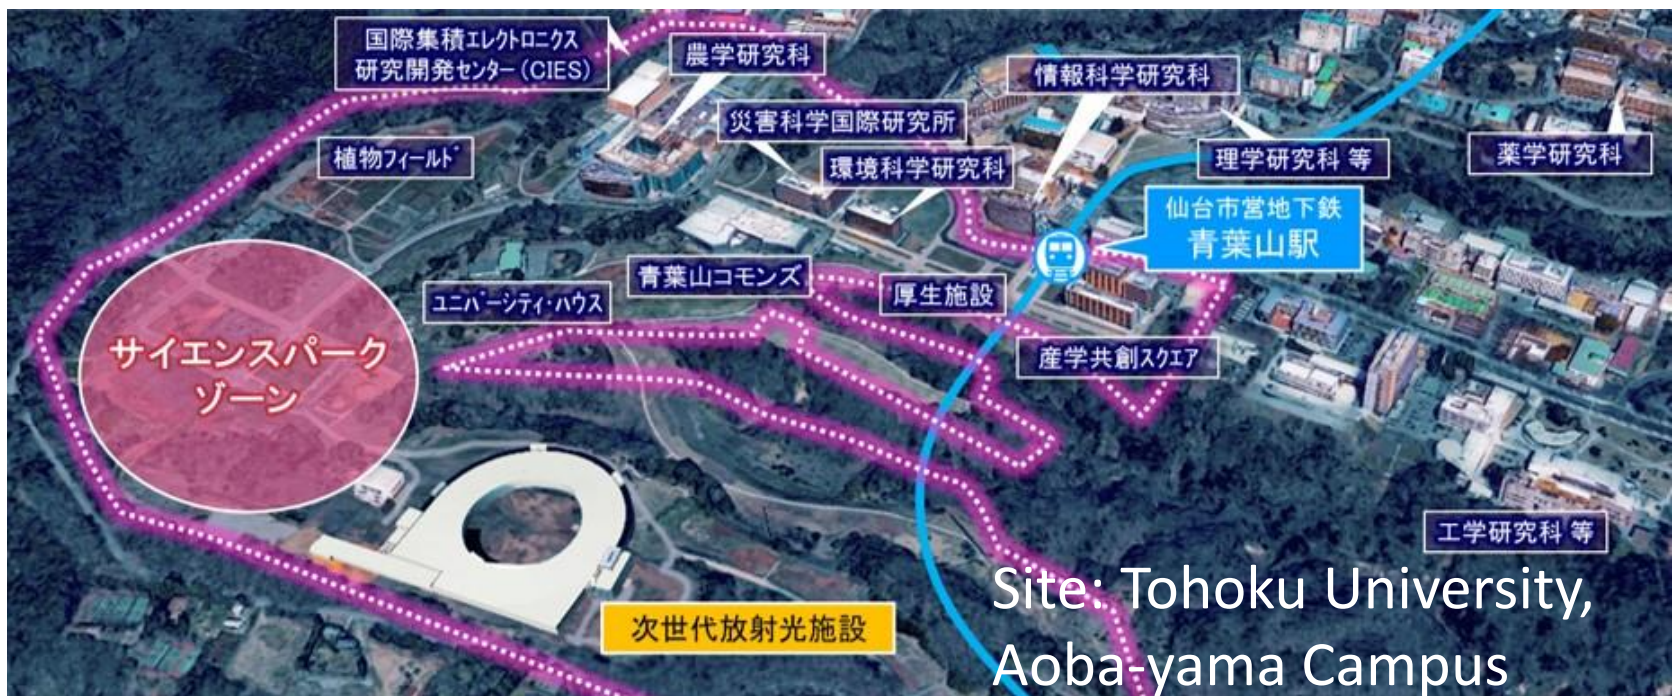 国際集積エレクトロニクス
研究開発センター（CIES）
農学研究科
情報科学研究科
災害科学国際研究所
植物フィールド
環境科学研究科
理学研究科 等
薬学研究科
仙台市営地下鉄
青葉山駅
青葉山コモンズ
ユニバーシティ・ハウス
厚生施設
サイエンスパーク
ゾーン
産学共創スクエア
工学研究科 等
次世代放射光施設
Site: Tohoku University,
Aoba-yama Campus